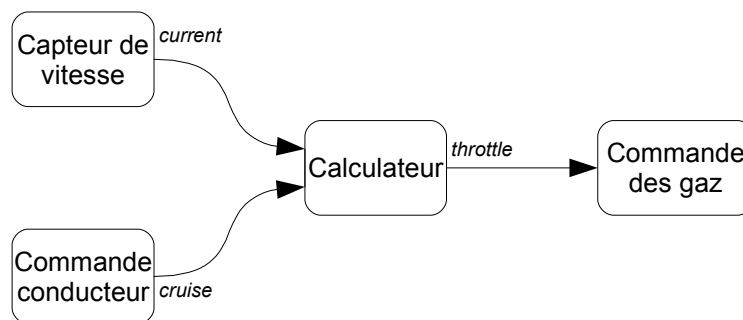 Capteur de
vitesse
current
Calculateur
throttle
Commande
des gaz
Commande
conducteur
cruise